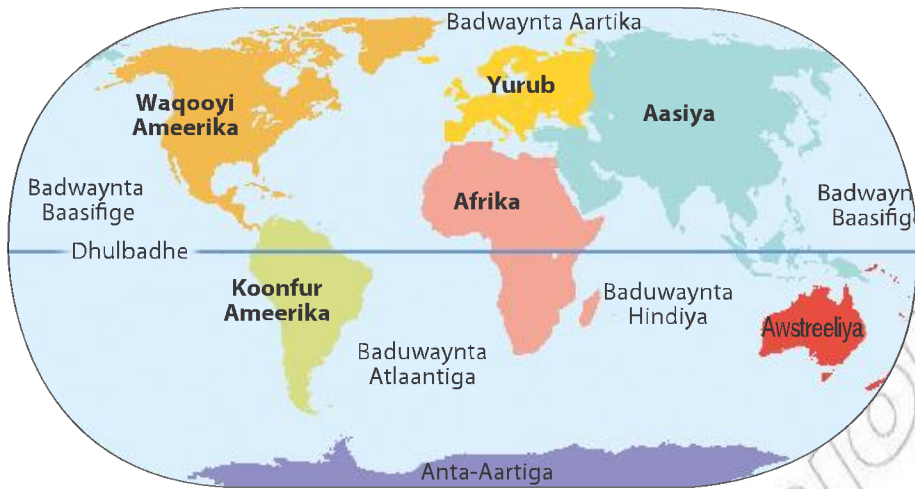 Badwaynta Aartika
Waqooyi
Ameerika
Yurub
Aasiya
Badwaynta
Baasifige
Afrika
Baasifige
Dhulbadhe
Koonfur
Ameerika
Baduwaynta
Hindiya
Awstreeliya
Baduwaynta
Atlaantiga
Anta-Aartiga